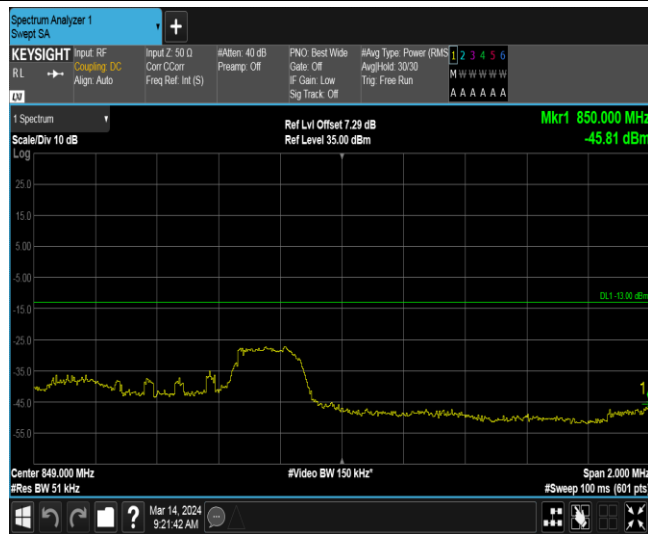 Spectrum Analyzer 1
Swept SA
+
KEYSIGHT
RL
Input: RF
Coupling: DC
Align: Auto
Input Z: 50 Ω
Corr CCorr
Freq Ref: Int (S)
#Atten: 40 dB
Preamp: Off
PNO: Best Wide
Gate: Off
IF Gain: Low
Sig Track: Off
#Avg Type: Power (RMS
Avg|Hold: 30/30
Trig: Free Run
1 2 3 4 5 6
M W W W W W
A A A A A A
1 Spectrum
Scale/Div 10 dB
Log
Ref Lvl Offset 7.29 dB
Ref Level 35.00 dBm
Mkr1 850.000 MHz
-45.81 dBm
25.0
15.0
5.00
-5.00
-15.0
-25.0
-35.0
-45.0
-55.0
DL1 -13.00 dBm
1
Center 849.000 MHz
#Res BW 51 kHz
#Video BW 150 kHz*
Span 2.000 MHz
#Sweep 100 ms (601 pts)
?
Mar 14, 2024
9:21:42 AM